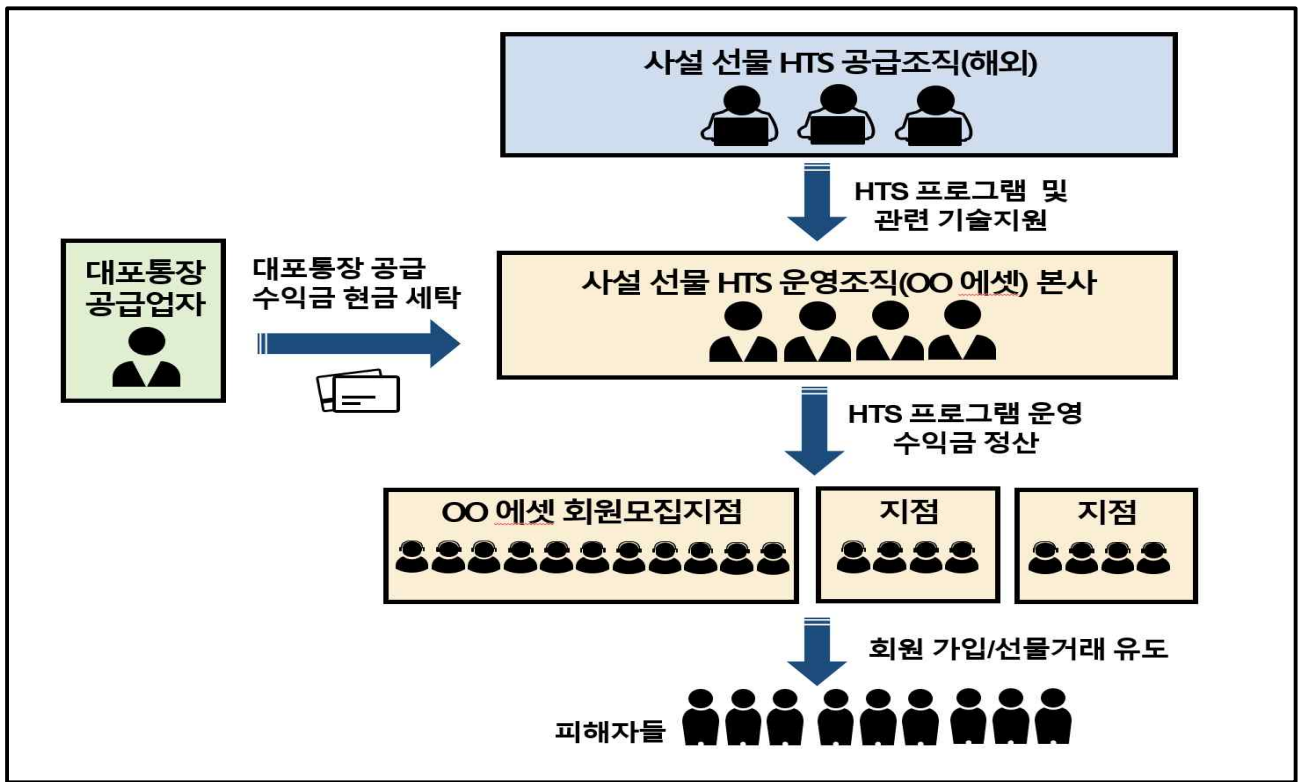 사설 선물 HTS 공급조직(해외)
HTS 프로그램 및
관련 기술지원
대포통장
공급업자
대포통장 공급
수익금 현금 세탁
사설 선물 HTS 운영조직(OO 에셋) 본사
HTS 프로그램 운영
수익금 정산
OO 에셋 회원모집지점
지점
지점
회원 가입/선물거래 유도
피해자들